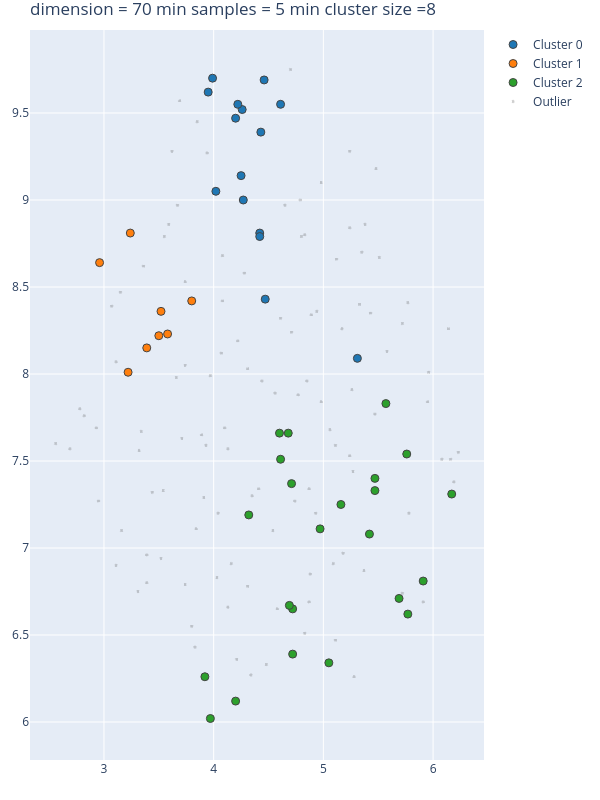 dimension = 70 min samples = 5 min cluster size =8
Cluster 0
Cluster 1
Cluster 2
Outlier
9.5
9
8.5
8
7.5
7
6.5
6
3
4
5
6